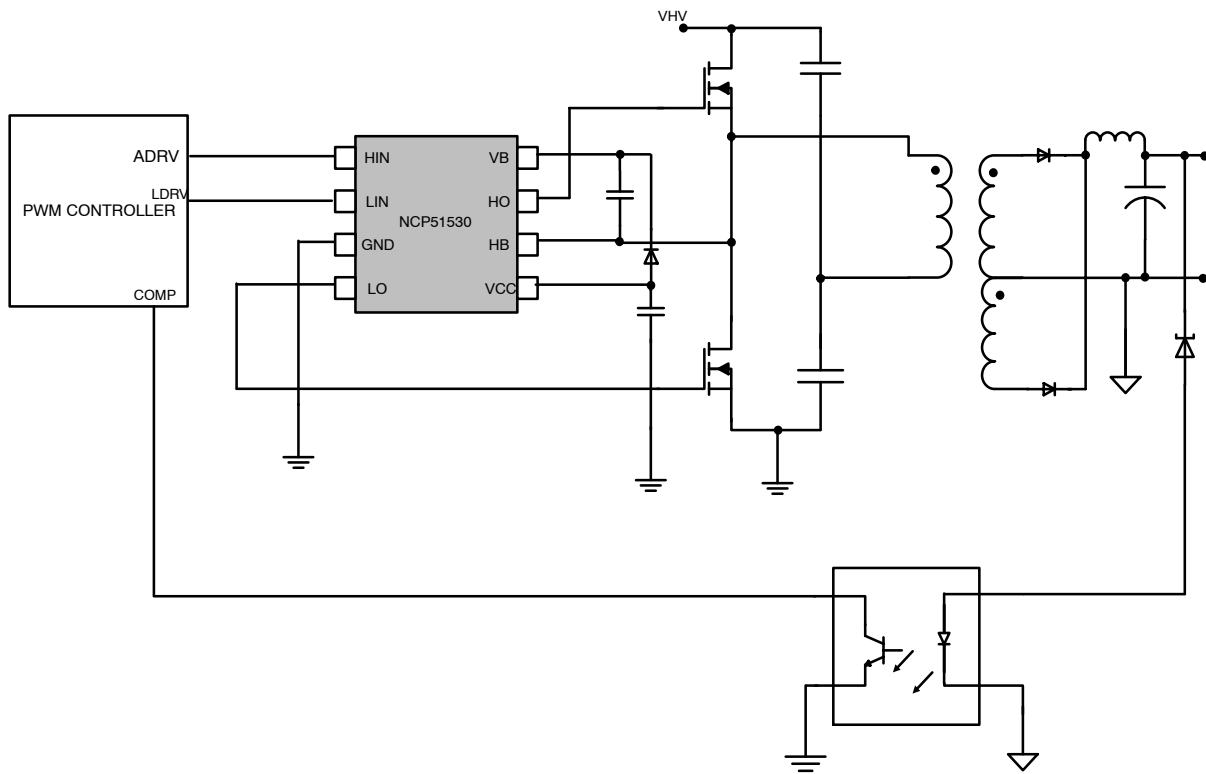 VHV
ADRV
LDRV
PWM CONTROLLER
COMP
HIN
LIN
GND
LO
NCP51530
VB
HO
HB
VCC